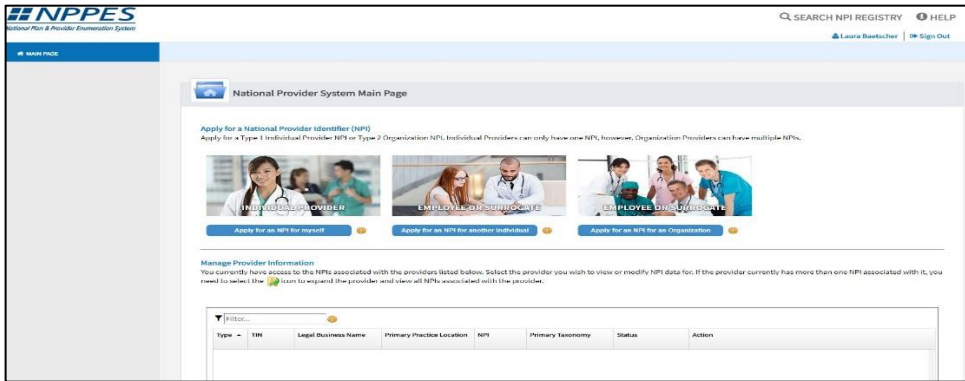 NPPES
National Plan & Provider Enumeration System
SEARCH NPI REGISTRY HELP
Laura Baetscher Sign Out
MAIN PAGE
National Provider System Main Page
Apply for a National Provider Identifier (NPI)
Apply for a Type 1 Individual Provider NPI or Type 2 Organization NPI. Individual Providers can only have one NPI, however, Organization Providers can have multiple NPIs.
INDIVIDUAL PROVIDER EMPLOYEE OR SURROGATE EMPLOYEE OR SURROGATE
Apply for an NPI for myself Apply for an NPI for another Individual Apply for an NPI for an Organization
Manage Provider Information
You currently have access to the NPIs associated with the providers listed below. Select the provider you wish to view or modify NPI data for. If the provider currently has more than one NPI associated with it, you
need to select the icon to expand the provider and view all NPIs associated with the provider.
Filter...
Type TIN Legal Business Name Primary Practice Location NPI Primary Taxonomy Status Action